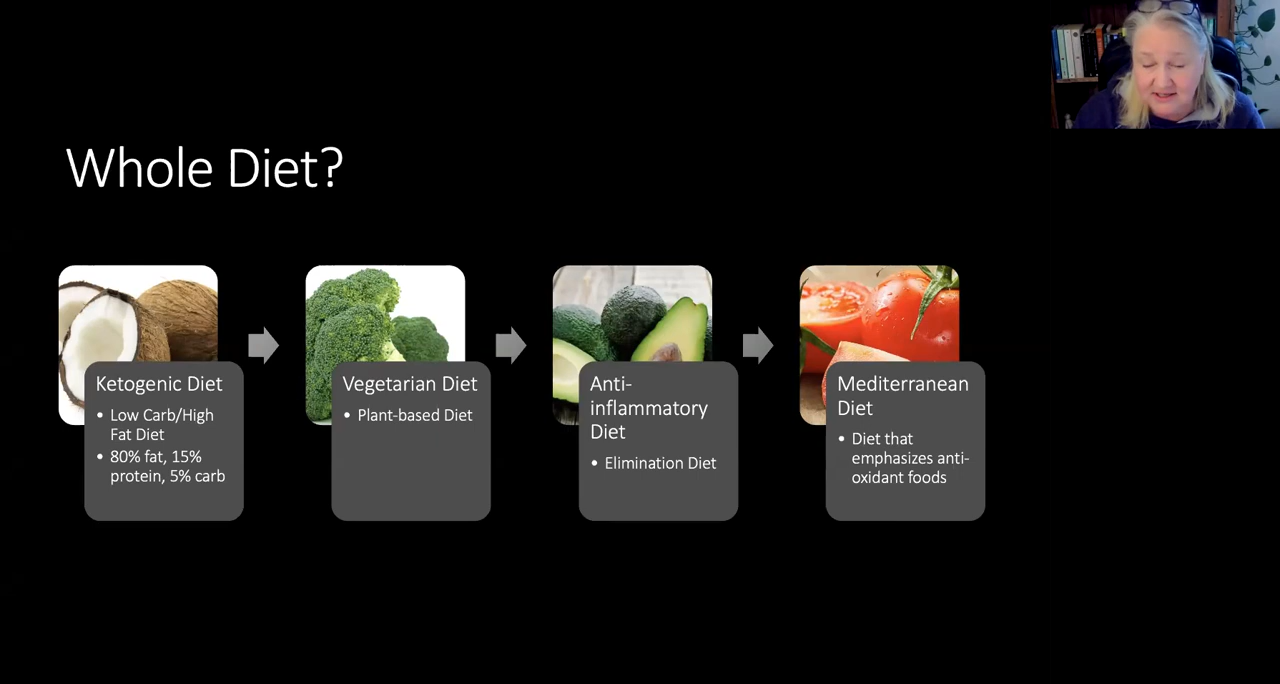 Whole Diet?
Ketogenic Diet
• Low Carb/High
Fat Diet
• 80% fat, 15%
protein, 5% carb
Vegetarian Diet
• Plant-based Diet
Anti-
inflammatory
Diet
• Elimination Diet
Mediterranean
Diet
• Diet that
emphasizes anti-
oxidant foods